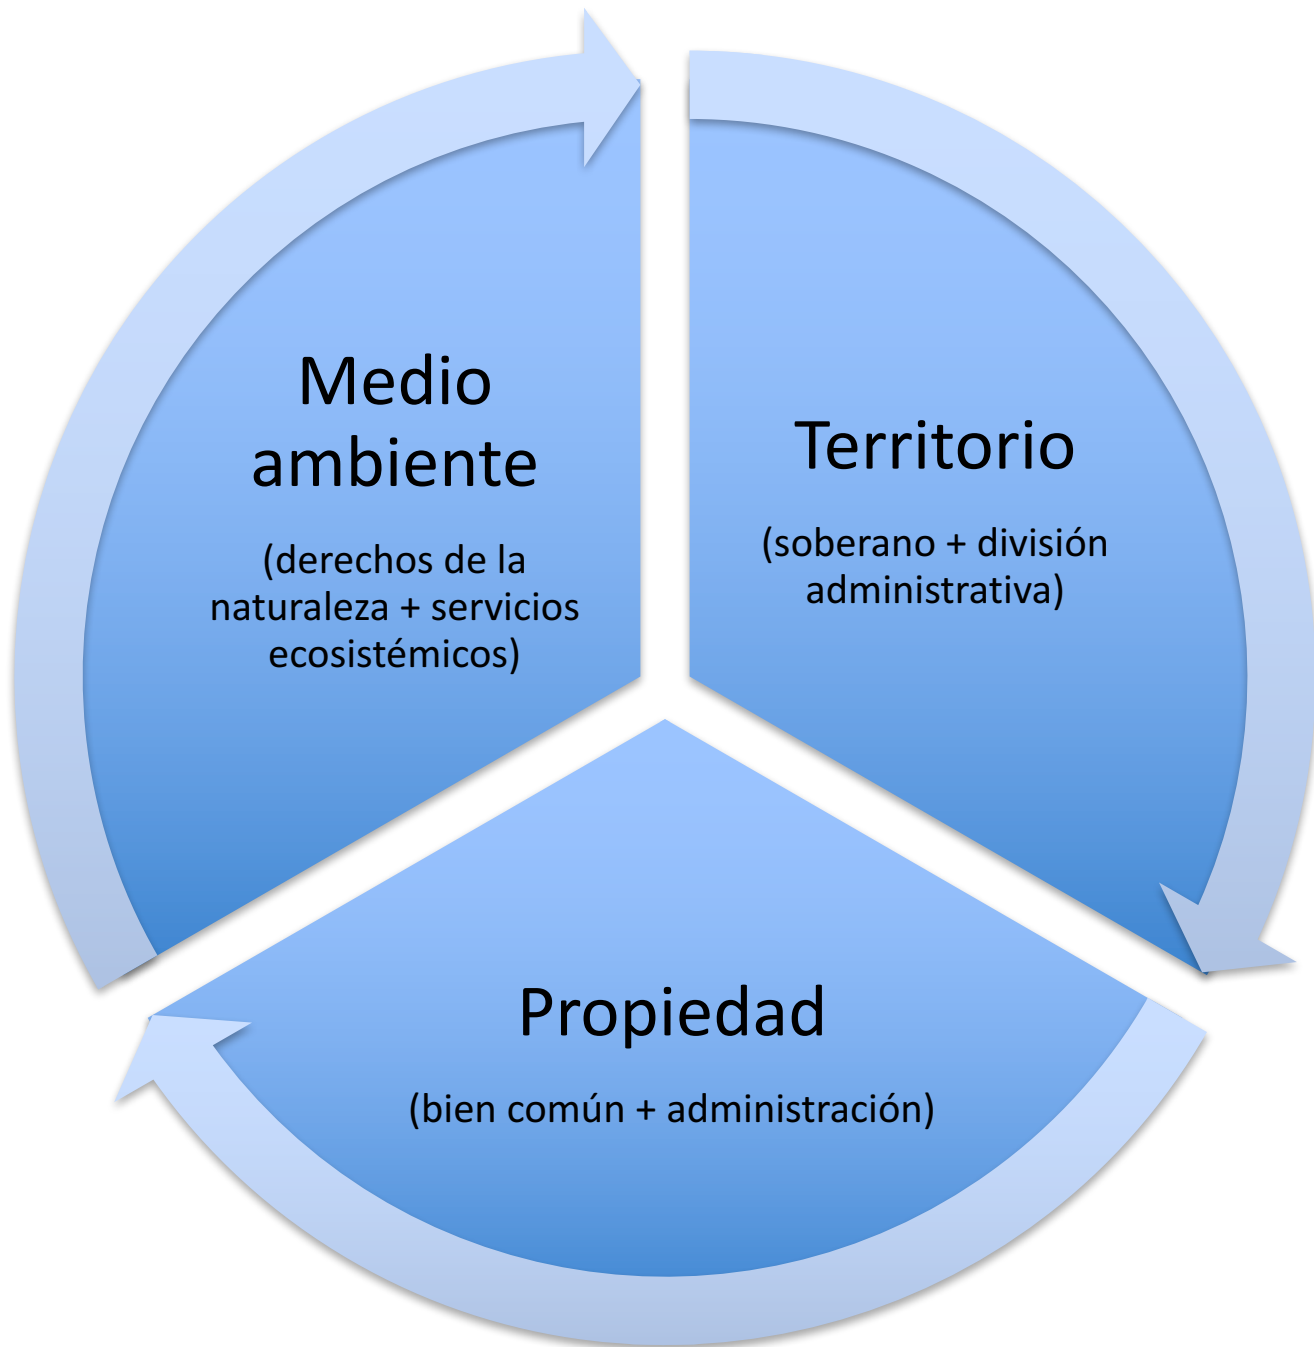 Medio
ambiente
(derechos de la
naturaleza + servicios
ecosistémicos)
Territorio
(soberano + división
administrativa)
Propiedad
(bien común + administración)